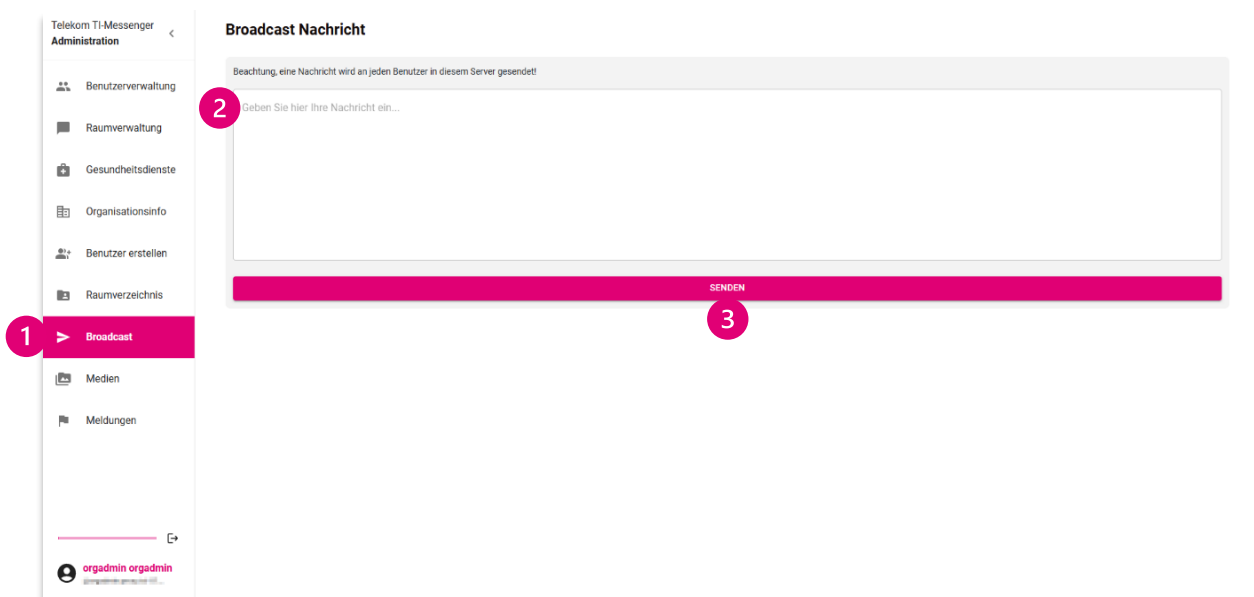 Telekom TI-Messenger
Administration
Benutzerverwaltung
Raumverwaltung
Gesundheitsdienste
Organisationsinfo
Benutzer erstellen
Raumverzeichnis
1
Broadcast
Medien
Meldungen
orgadmin orgadmin
Broadcast Nachricht
Beachtung, eine Nachricht wird an jeden Benutzer in diesem Server gesendet!
2
Geben Sie hier Ihre Nachricht ein...
SENDEN
3